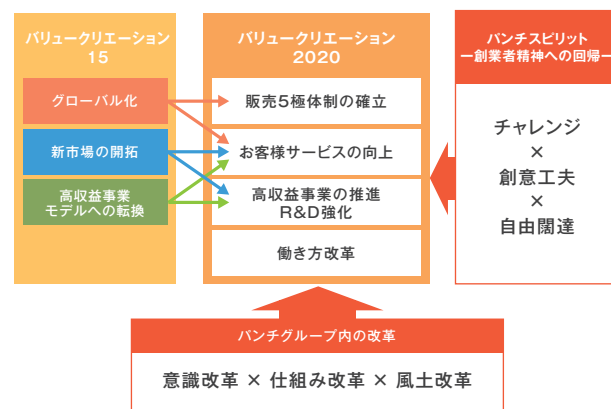 バリュークリエーション
15
グローバル化
新市場の開拓
高収益事業
モデルへの転換
バリュークリエーション
2020
販売5極体制の確立
お客様サービスの向上
高収益事業の推進
R&D強化
働き方改革
パンチスピリット
ー創業者精神への回帰ー
チャレンジ
×
創意工夫
×
自由闊達
パンチグループ内の改革
意識改革 × 仕組み改革 × 風土改革